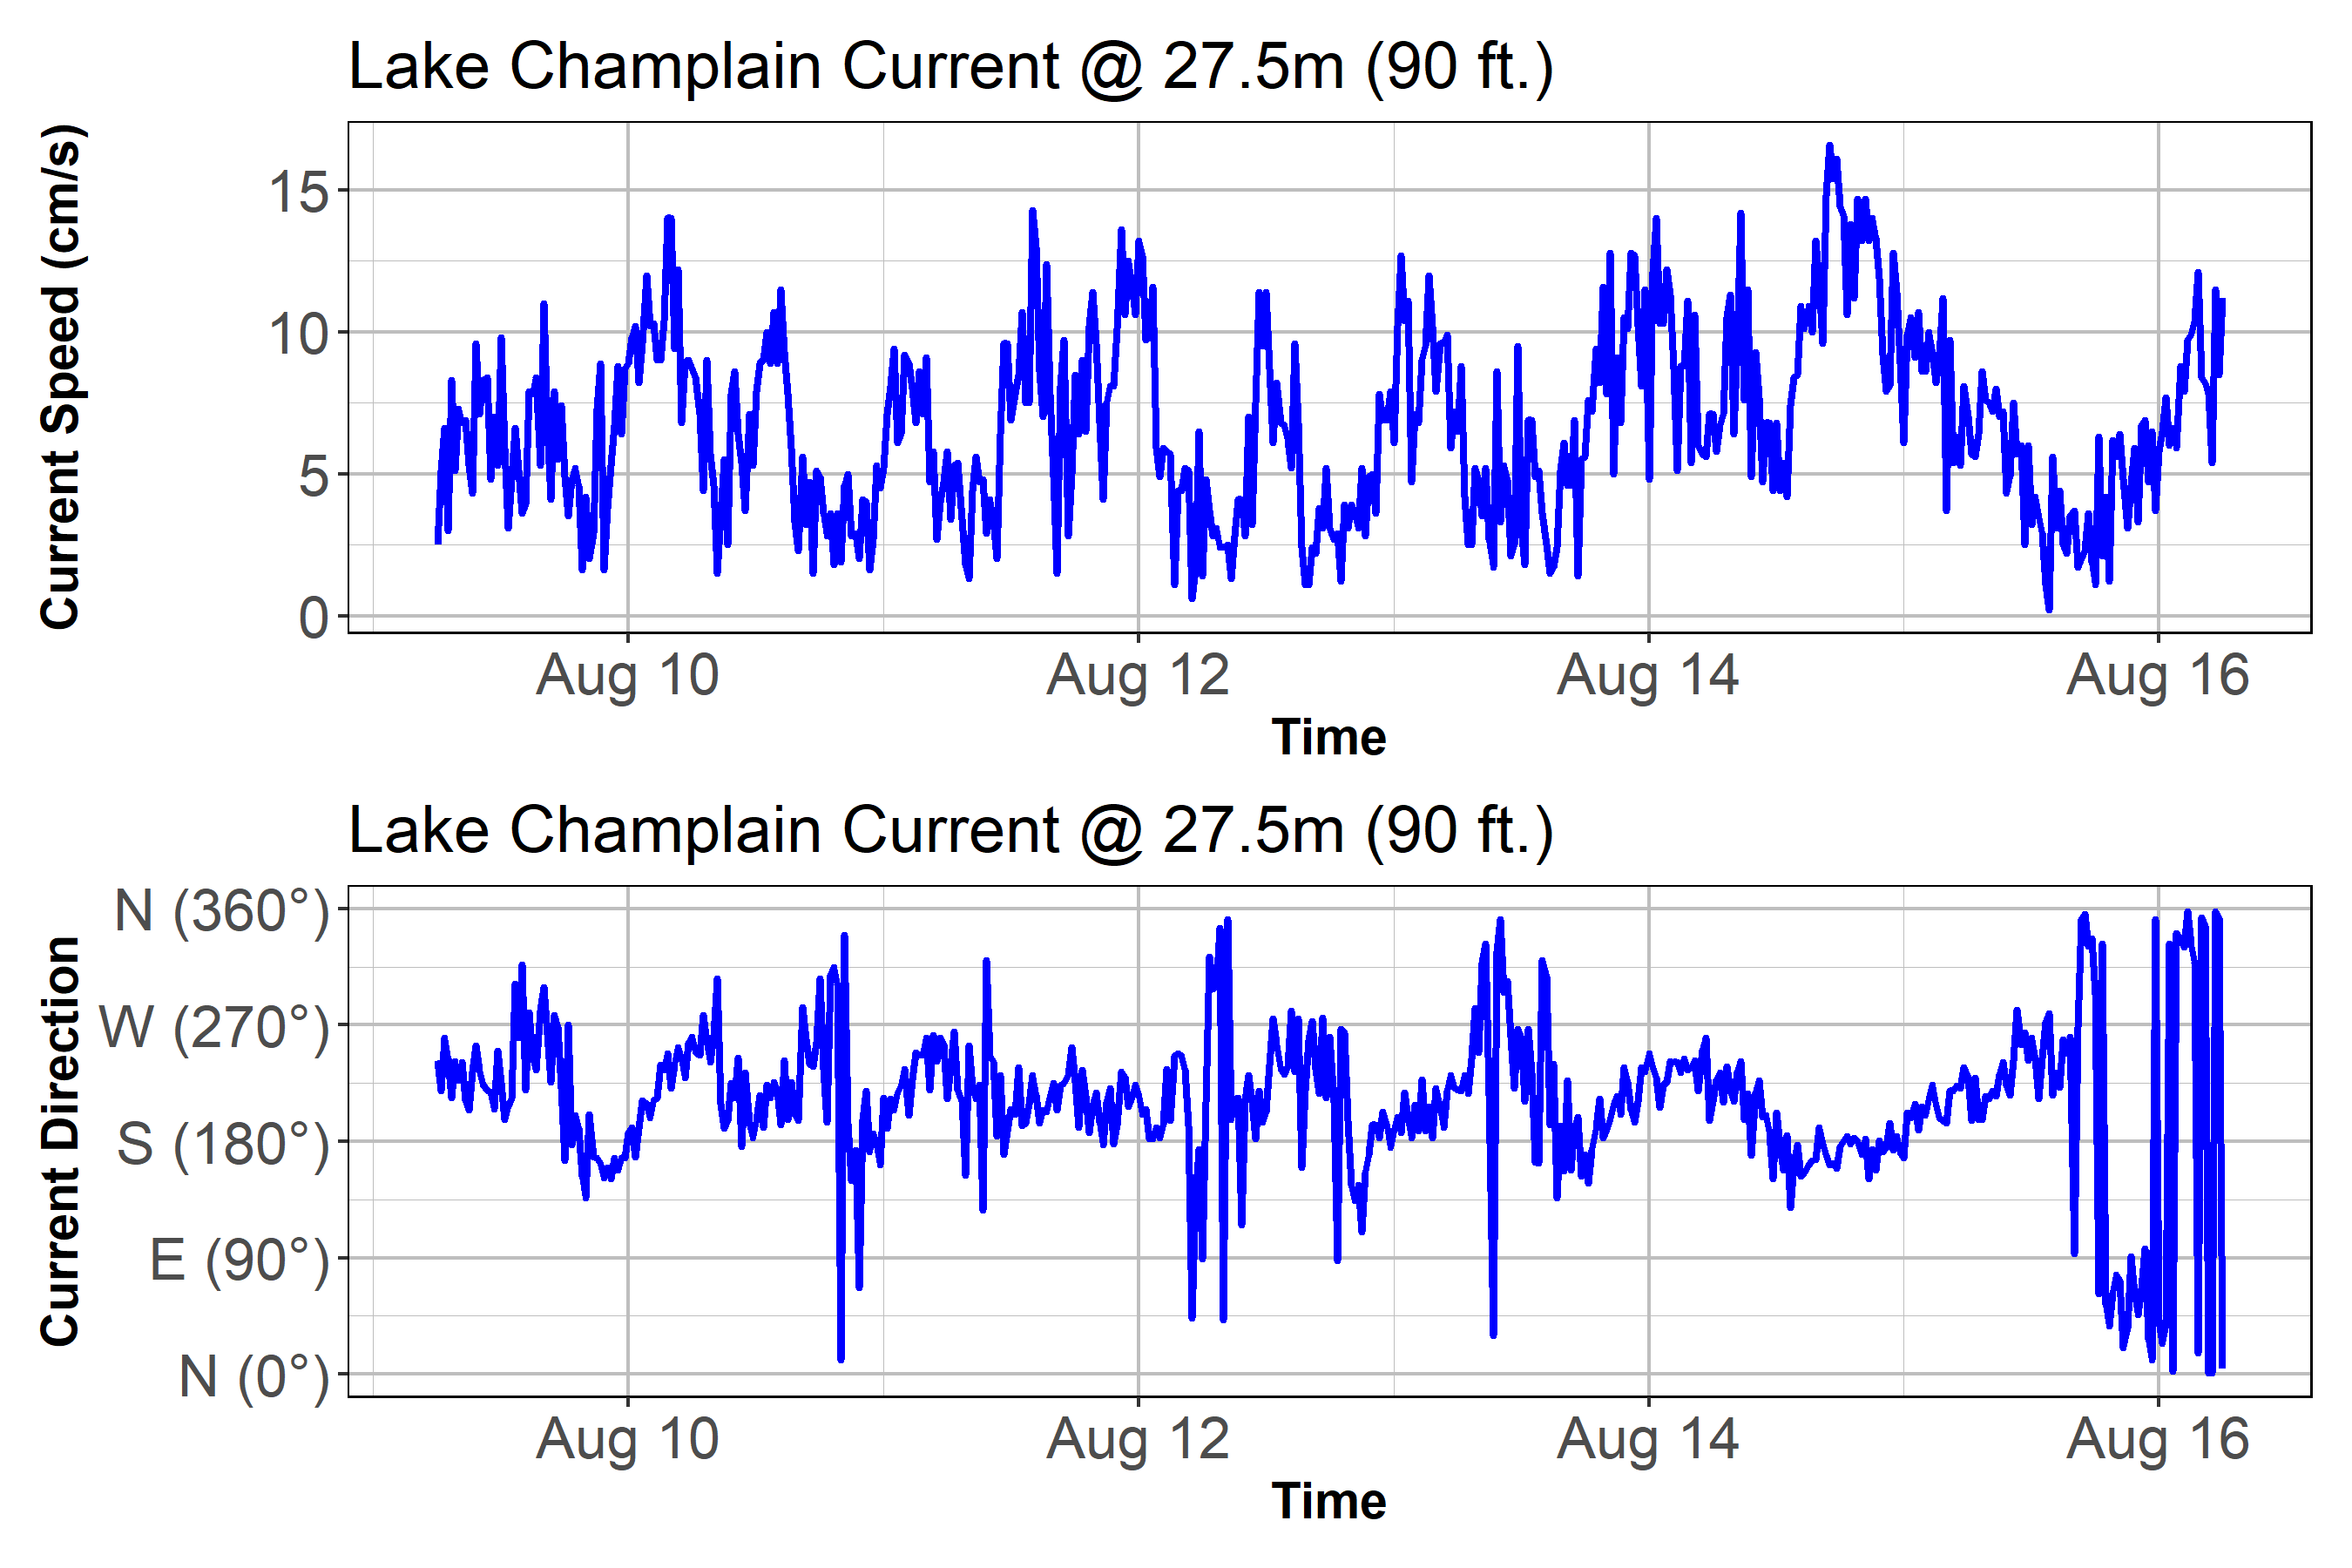 Lake Champlain Current @ 27.5m (90 ft.)
Current Speed (cm/s)
15
10
5
0
Aug 10 Aug 12 Aug 14 Aug 16
Time
Lake Champlain Current @ 27.5m (90 ft.)
Current Direction
N (360°)
W (270°)
S (180°)
E (90°)
N (0°)
Aug 10 Aug 12 Aug 14 Aug 16
Time